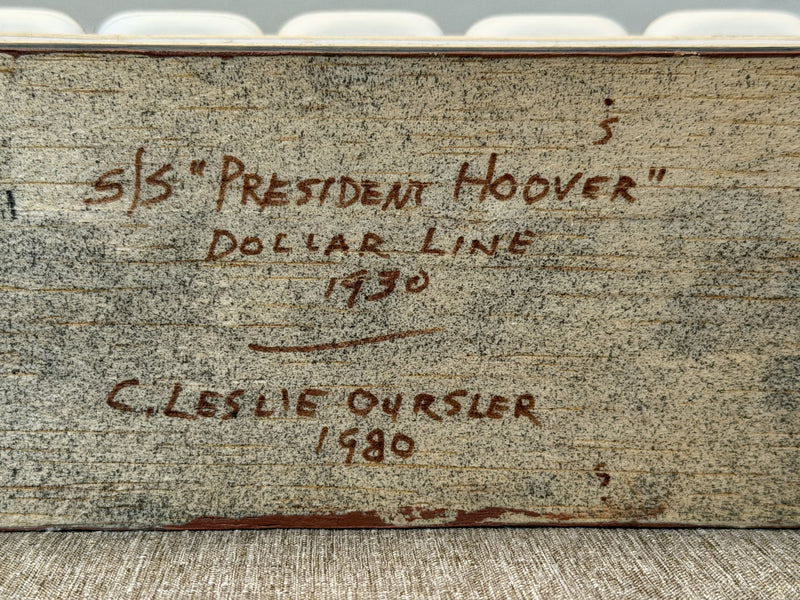 S
S/S "PRESIDENT HOOVER"
DOLLAR LINE
1930
C. LESLIE OURSLER
1980
S